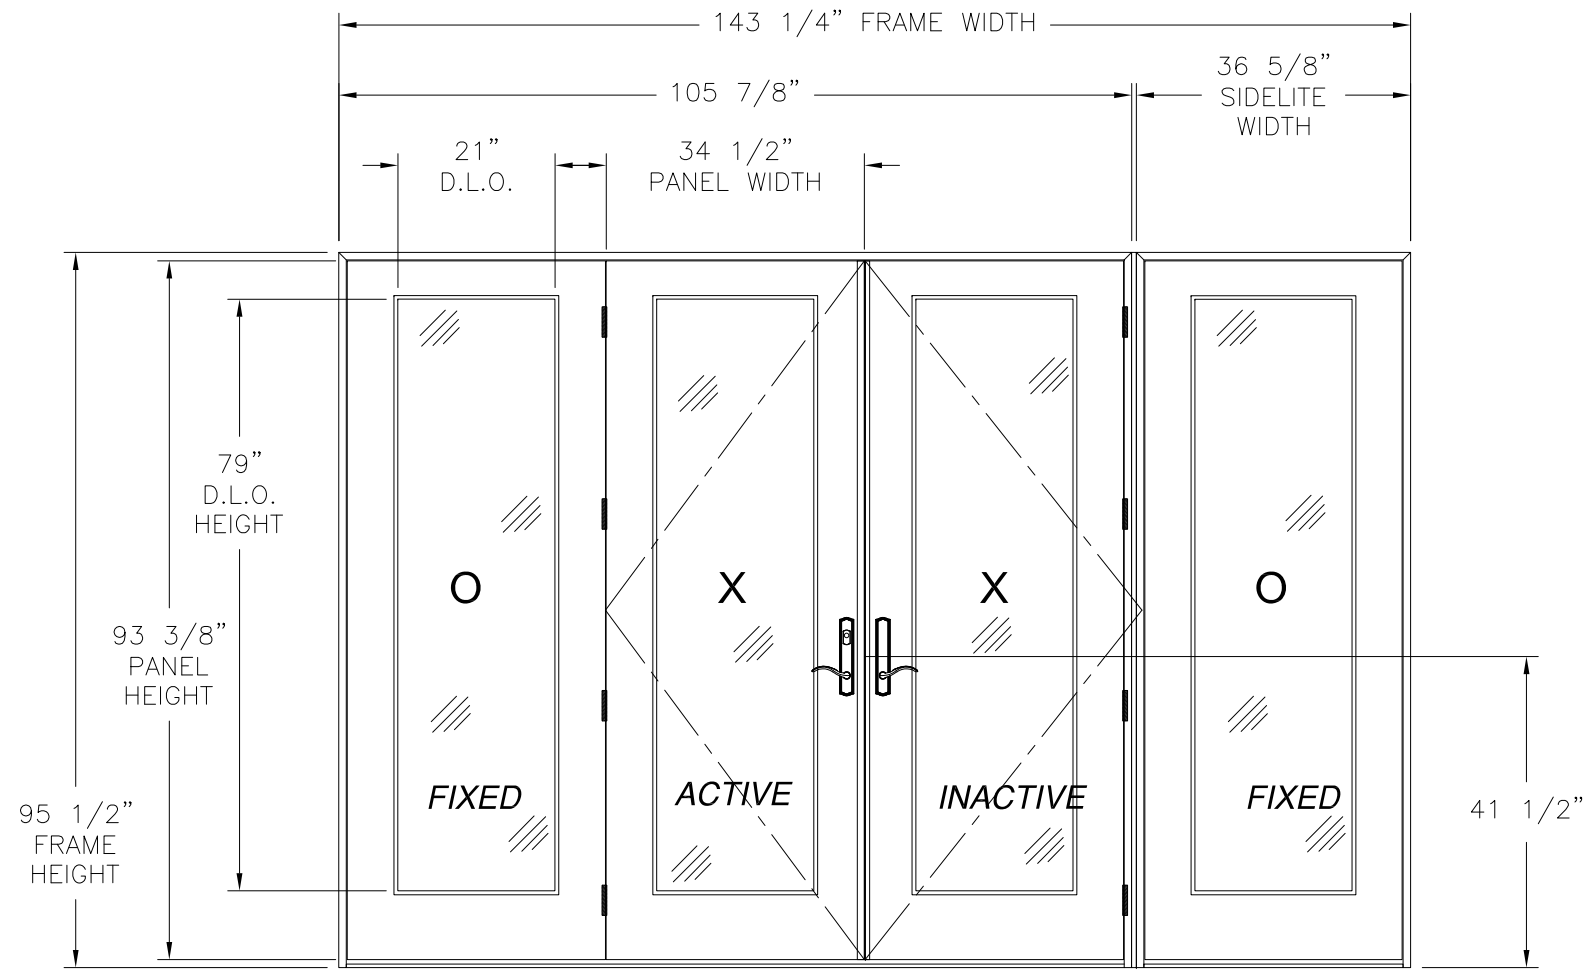 143 1/4” FRAME WIDTH
36 5/8”
SIDELITE
WIDTH
105 7/8”
21”
D.L.O.
34 1/2”
PANEL WIDTH
79”
D.L.O.
HEIGHT
93 3/8”
PANEL
HEIGHT
95 1/2”
FRAME
HEIGHT
O
X
X
O
FIXED
ACTIVE
INACTIVE
FIXED
41 1/2”